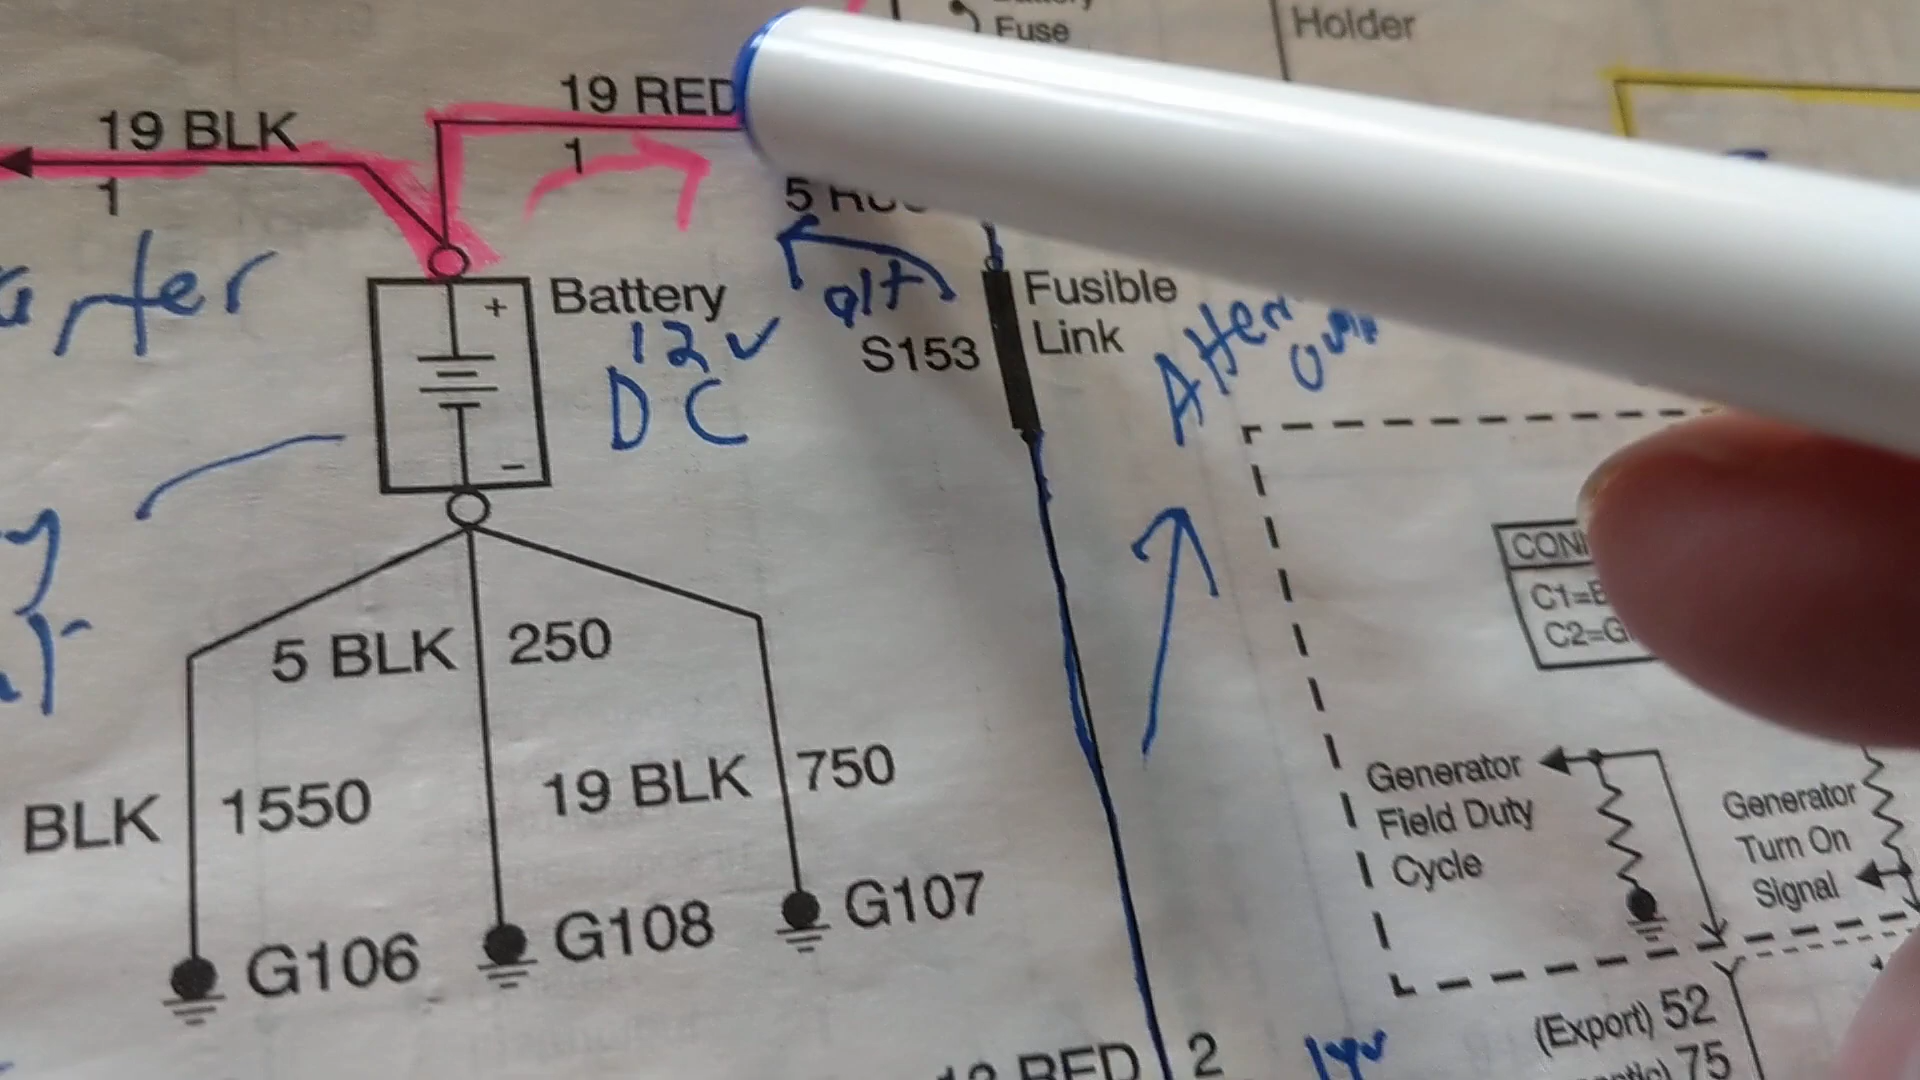 Fuse
Holder
19 RED
1
19 BLK
1
Battery
+
-
12v
DC
alt
S153
Fusible
Link
5 BLK
250
BLK
1550
19 BLK
750
G106
G108
G107
Generator
Field Duty
Cycle
Generator
Turn On
Signal
(Export) 52
75
RED
2
14v